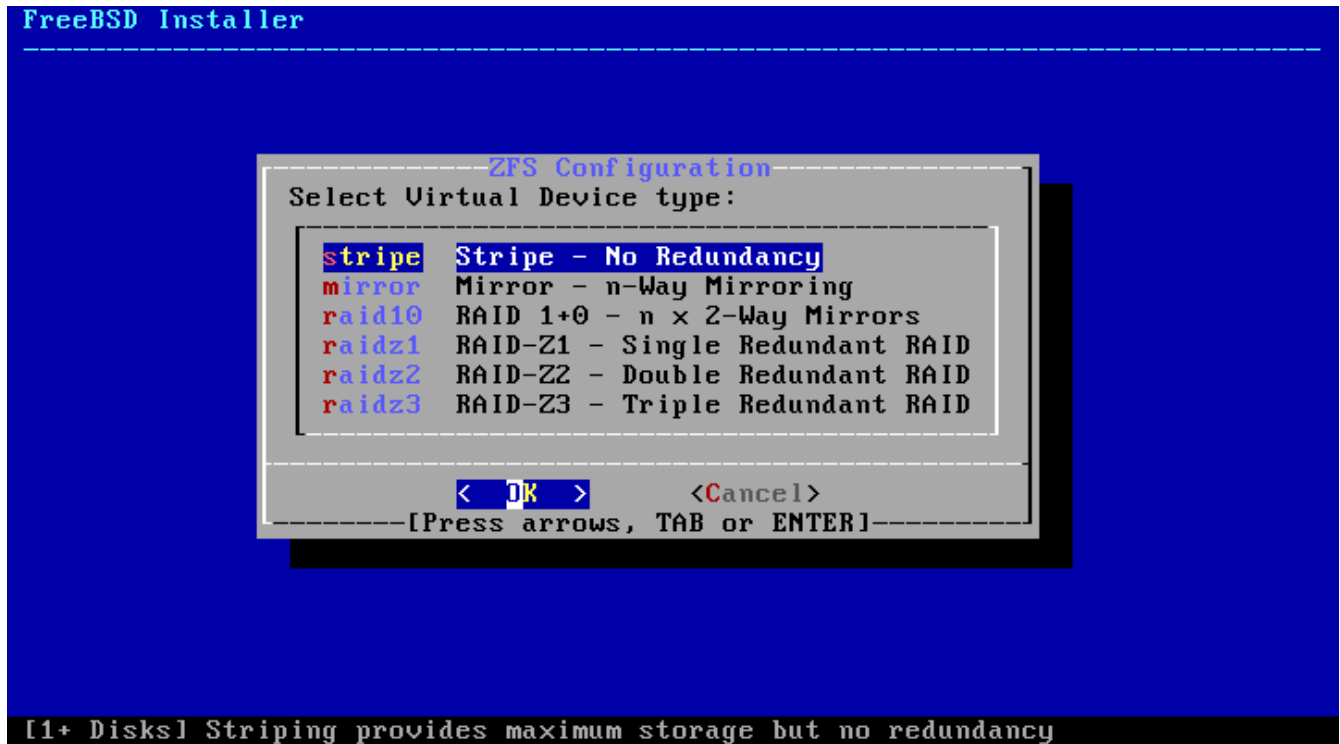 FreeBSD Installer
ZFS Configuration
Select Virtual Device type:
stripe Stripe - No Redundancy
mirror Mirror - n-Way Mirroring
raid10 RAID 1+0 - n x 2-Way Mirrors
raidz1 RAID-Z1 - Single Redundant RAID
raidz2 RAID-Z2 - Double Redundant RAID
raidz3 RAID-Z3 - Triple Redundant RAID
< OK > <Cancel>
[Press arrows, TAB or ENTER]
[1+ Disks] Striping provides maximum storage but no redundancy